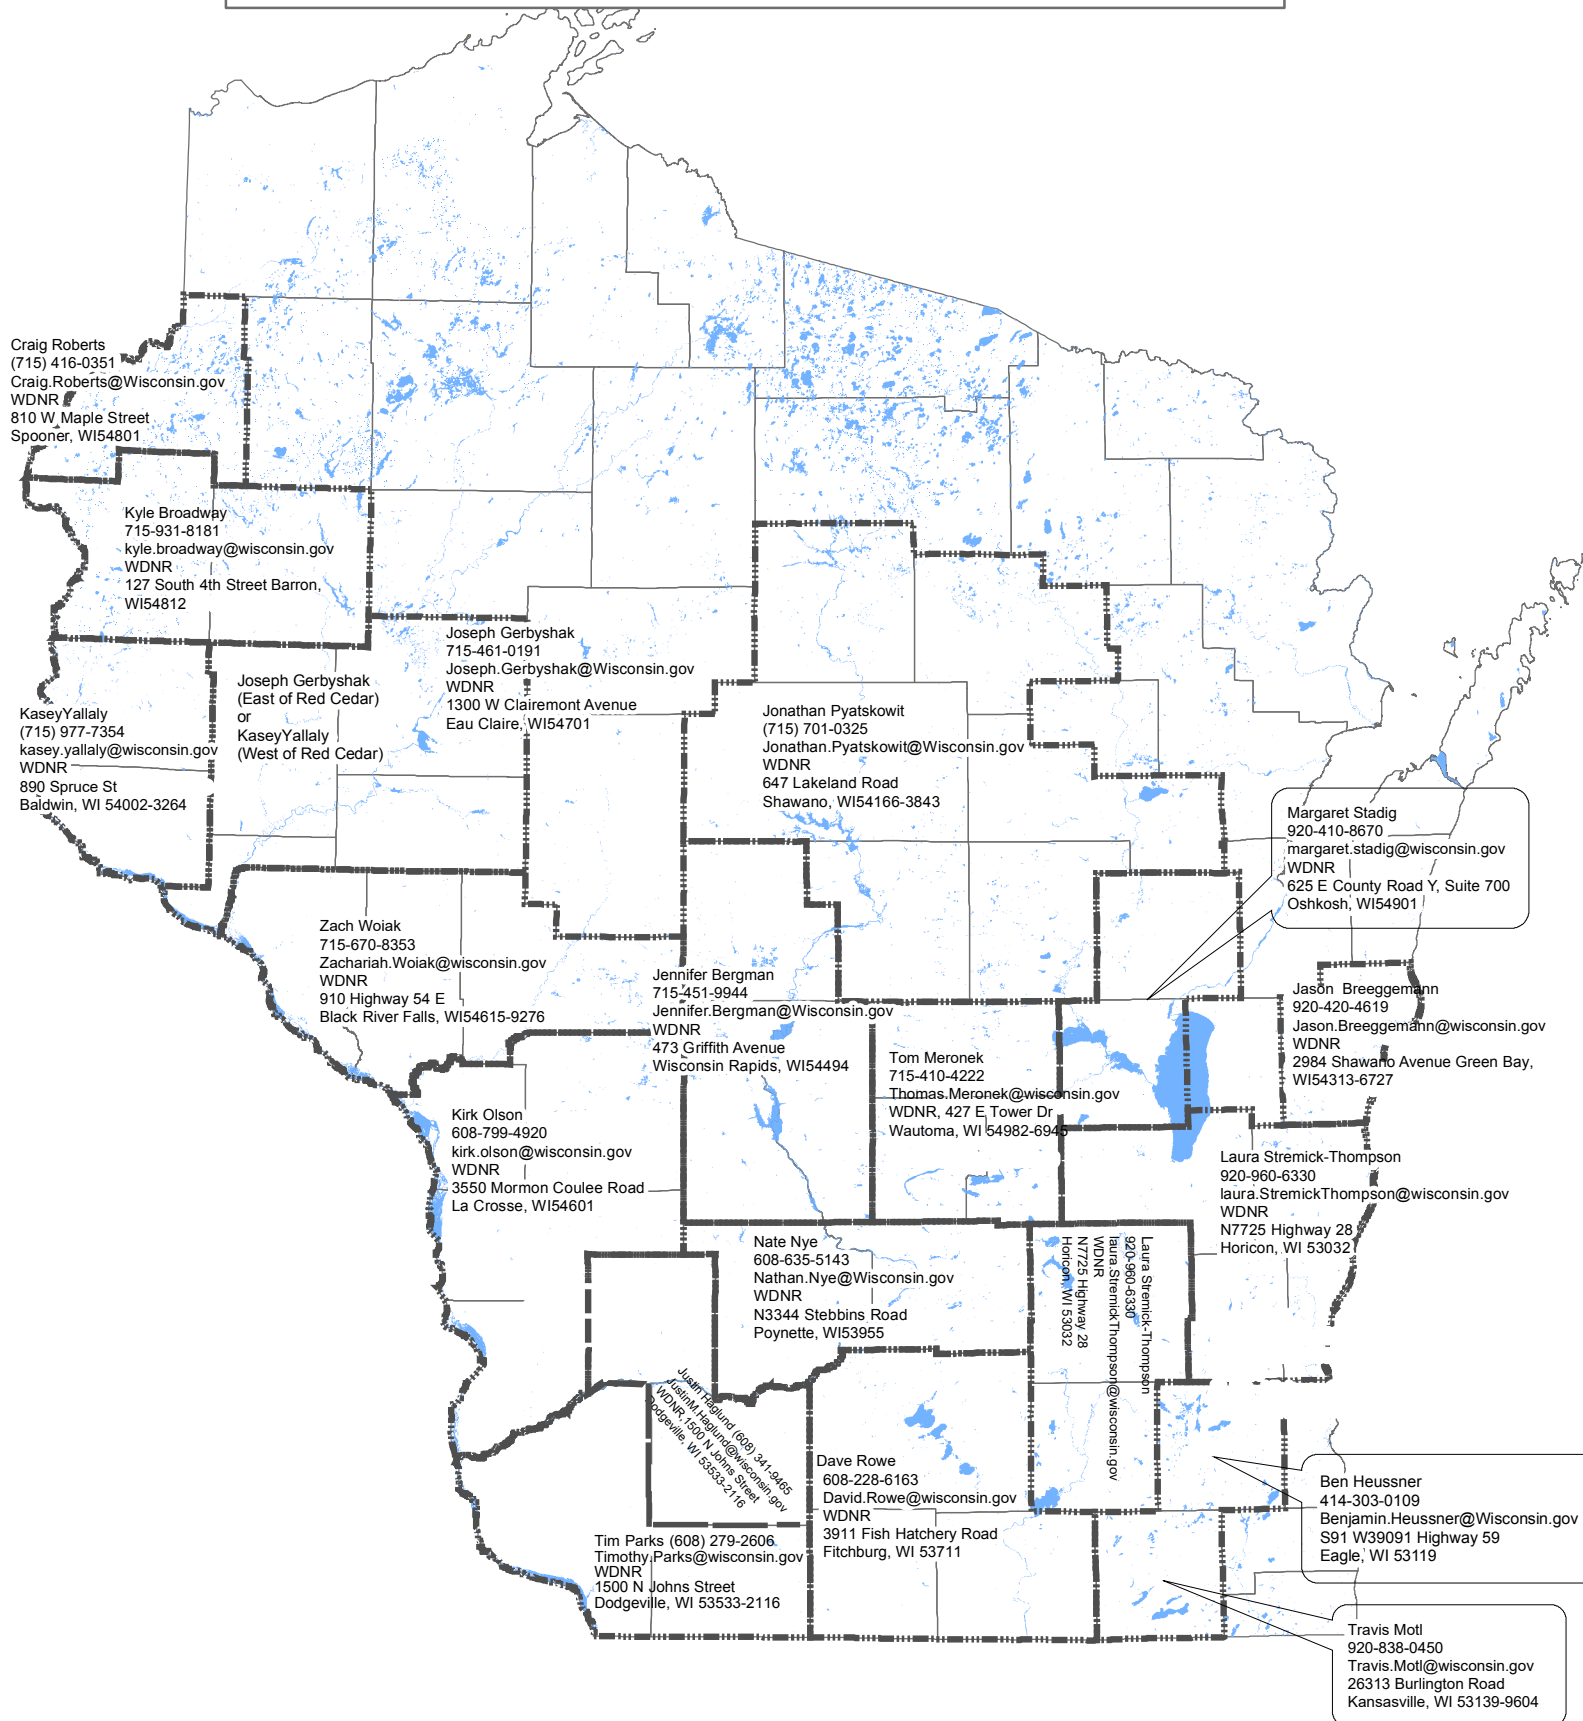 Craig Roberts
(715) 416-0351
Craig.Roberts@Wisconsin.gov
WDNR
810 W Maple Street
Spooner, WI54801
Kyle Broadway
715-931-8181
kyle.broadway@wisconsin.gov
WDNR
127 South 4th Street Barron,
WI54812
Joseph Gerbyshak
715-461-0191
Joseph.Gerbyshak@Wisconsin.gov
WDNR
1300 W Clairemont Avenue
Eau Claire, WI54701
Joseph Gerbyshak
(East of Red Cedar)
or
KaseyYallaly
(West of Red Cedar)
KaseyYallaly
(715) 977-7354
kasey.yallaly@wisconsin.gov
WDNR
890 Spruce St
Baldwin, WI 54002-3264
Jonathan Pyatskowit
(715) 701-0325
Jonathan.Pyatskowit@Wisconsin.gov
WDNR
647 Lakeland Road
Shawano, WI54166-3843
Margaret Stadig
920-410-8670
margaret.stadig@wisconsin.gov
WDNR
625 E County Road Y, Suite 700
Oshkosh, WI54901
Zach Woiak
715-670-8353
Zachariah.Woiak@wisconsin.gov
WDNR
910 Highway 54 E
Black River Falls, WI54615-9276
Jennifer Bergman
715-451-9944
Jennifer.Bergman@Wisconsin.gov
WDNR
473 Griffith Avenue
Wisconsin Rapids, WI54494
Jason  Breeggemann
920-420-4619
Jason.Breeggemann@wisconsin.gov
WDNR
2984 Shawano Avenue Green Bay,
WI54313-6727
Tom Meronek
715-410-4222
Thomas.Meronek@wisconsin.gov
WDNR, 427 E Tower Dr
Wautoma, WI 54982-6945
Kirk Olson
608-799-4920
kirk.olson@wisconsin.gov
WDNR
3550 Mormon Coulee Road
La Crosse, WI54601
Laura Stremick-Thompson
920-960-6330
laura.StremickThompson@wisconsin.gov
WDNR
N7725 Highway 28
Horicon, WI 53032
Nate Nye
608-635-5143
Nathan.Nye@Wisconsin.gov
WDNR
N3344 Stebbins Road
Poynette, WI53955
Laura Stremick-Thompson
920-960-6330
laura.StremickThompson@wisconsin.gov
WDNR
N7725 Highway 28
Horicon, WI 53032
Justin Haglund (608) 341-9465
JustinM.Haglund@wisconsin.gov
WDNR,1500 N Johns Street
Dodgeville, WI 53533-2116
Dave Rowe
608-228-6163
David.Rowe@wisconsin.gov
WDNR
3911 Fish Hatchery Road
Fitchburg, WI 53711
Ben Heussner
414-303-0109
Benjamin.Heussner@Wisconsin.gov
S91 W39091 Highway 59
Eagle, WI 53119
Tim Parks (608) 279-2606
Timothy.Parks@wisconsin.gov
WDNR
1500 N Johns Street
Dodgeville, WI 53533-2116
Travis Motl
920-838-0450
Travis.Motl@wisconsin.gov
26313 Burlington Road
Kansasville, WI 53139-9604